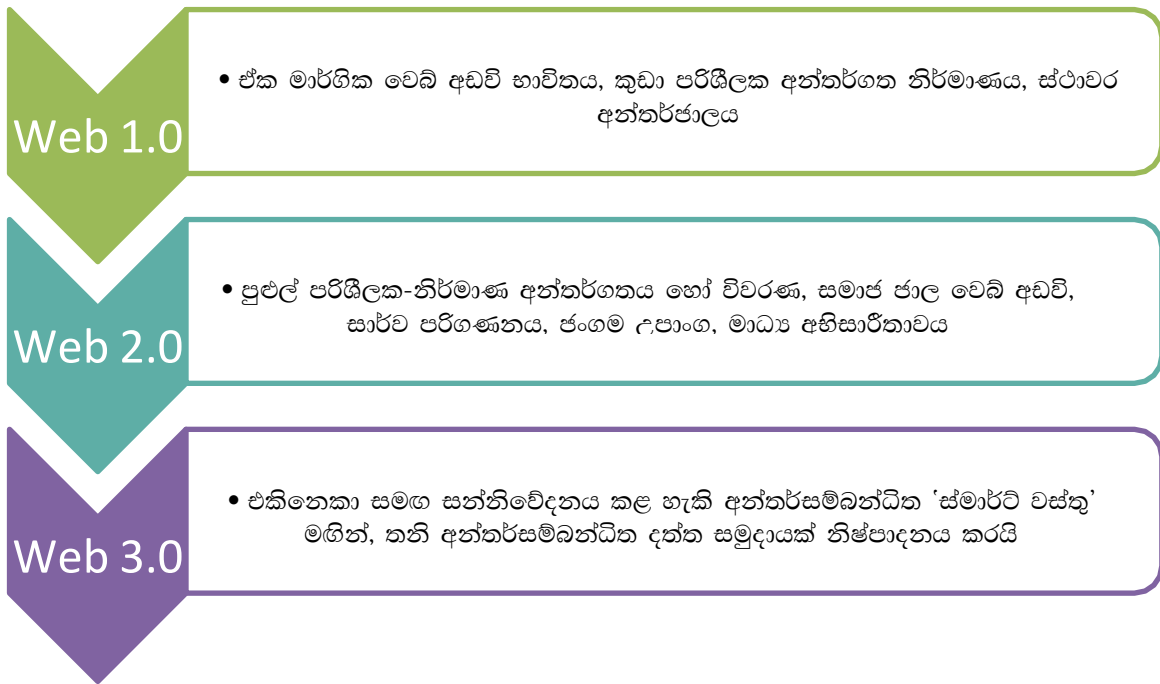 Web 1.0
• ඒක මාර්ගික වෙබ් අඩවි භාවිතය, කුඩා පරිශීලක අන්තර්ගත නිර්මාණය, ස්ථාවර
අන්තර්ජාලය
Web 2.0
• පුළුල් පරිශීලක-නිර්මාණ අන්තර්ගතය හෝ විවරණ, සමාජ ජාල වෙබ් අඩවි,
සාර්ව පරිගණනය, ජංගම උපාංග, මාධ්‍ය අභිසාරීතාවය
Web 3.0
• එකිනෙකා සමඟ සන්නිවේදනය කළ හැකි අන්තර්සම්බන්ධිත ‘ස්මාර්ට් වස්තු’
මඟින්, තනි අන්තර්සම්බන්ධිත දත්ත සමුදායක් නිෂ්පාදනය කරයි